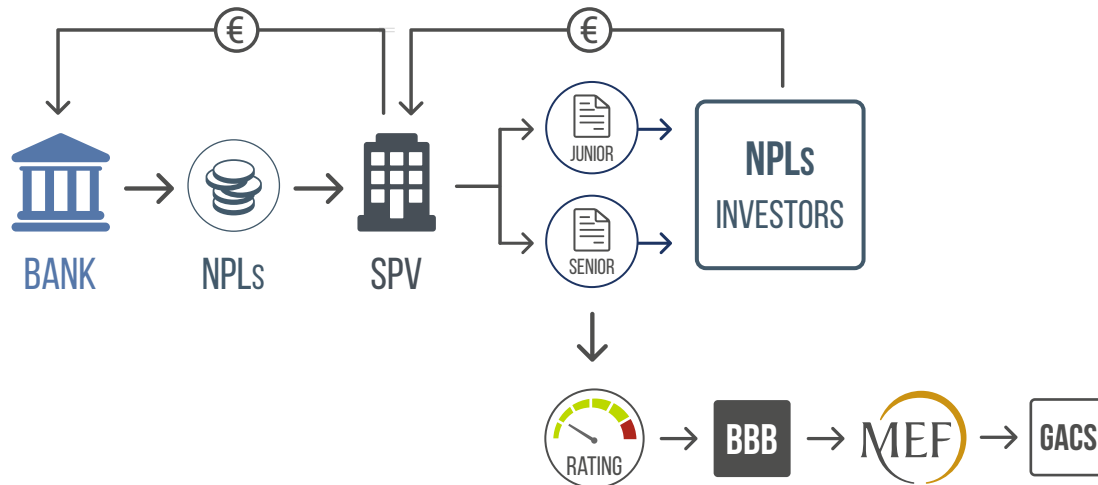 €
€
JUNIOR
NPLs
INVESTORS
SENIOR
BANK
NPLs
SPV
RATING
BBB
MEF
GACS